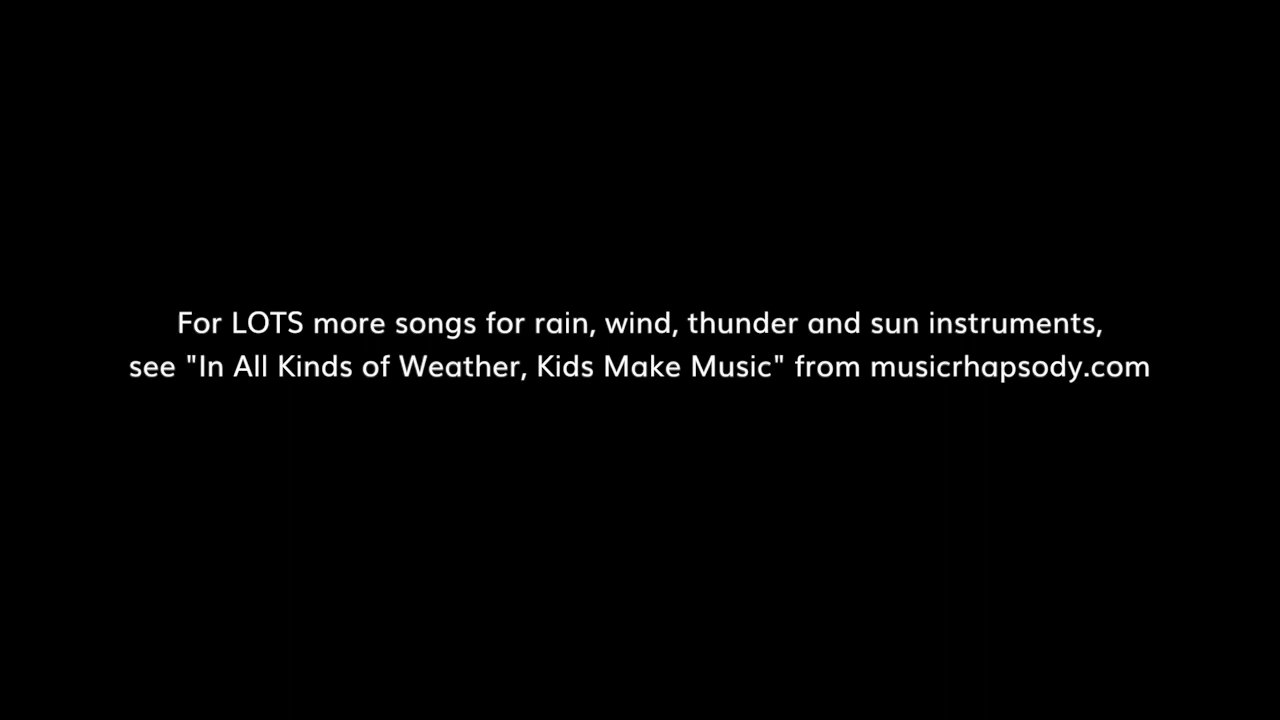 For LOTS more songs for rain, wind, thunder and sun instruments,
see "In All Kinds of Weather, Kids Make Music" from musicrhapsody.com